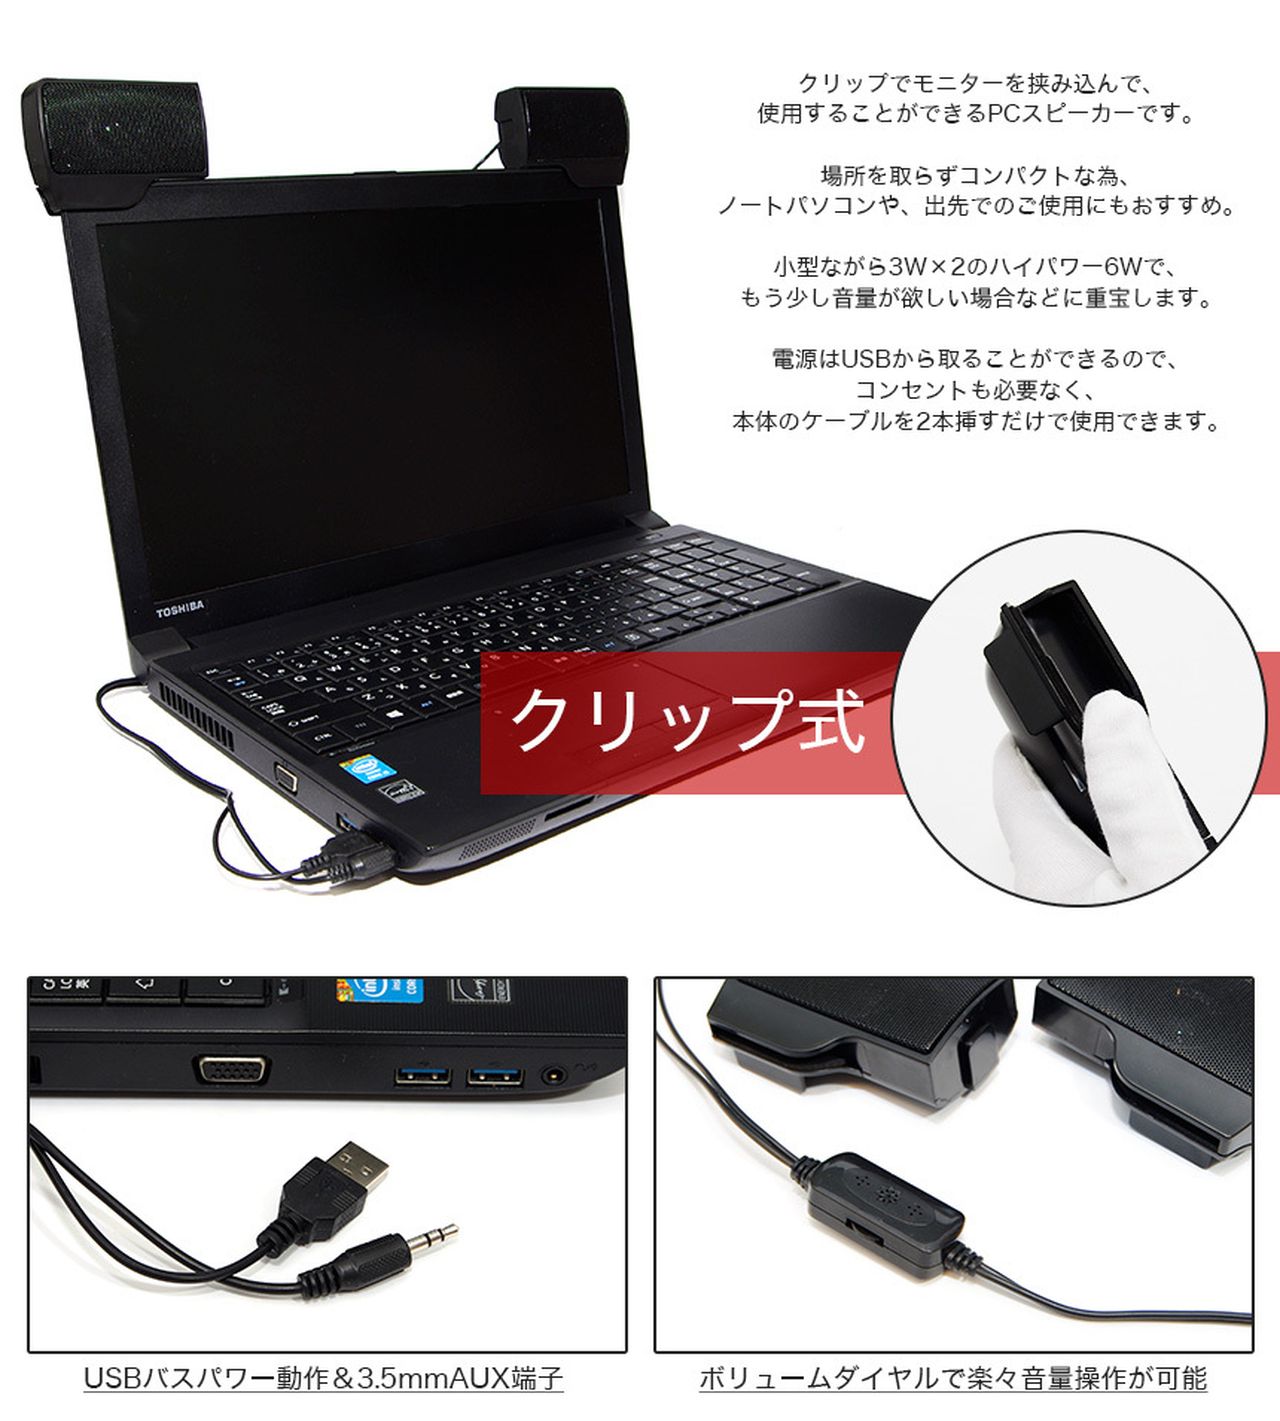 クリップでモニターを挟み込んで、
使用することができるPCスピーカーです。
場所を取らずコンパクトな為、
ノートパソコンや、出先でのご使用にもおすすめ。
小型ながら3W×2のハイパワー6Wで、
もう少し音量が欲しい場合などに重宝します。
電源はUSBから取ることができるので、
コンセントも必要なく、
本体のケーブルを2本挿すだけで使用できます。
TOSHIBA
クリップ式
USBバスパワー動作＆3.5mmAUX端子
ボリュームダイヤルで楽々音量操作が可能